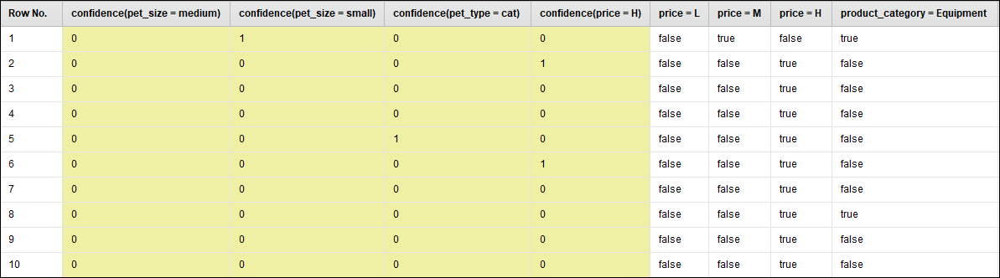 Row No. confidence(pet_size = medium) confidence(pet_size = small) confidence(pet_type = cat) confidence(price = H) price = L price = M price = H product_category = Equipment
1 0 1 0 0 false true false true
2 0 0 0 1 false false true false
3 0 0 0 0 false false true false
4 0 0 0 0 false false true false
5 0 0 1 0 false false true false
6 0 0 0 1 false false true false
7 0 0 0 0 false false true false
8 0 0 0 0 false false true true
9 0 0 0 0 false false true false
10 0 0 0 0 false false true false